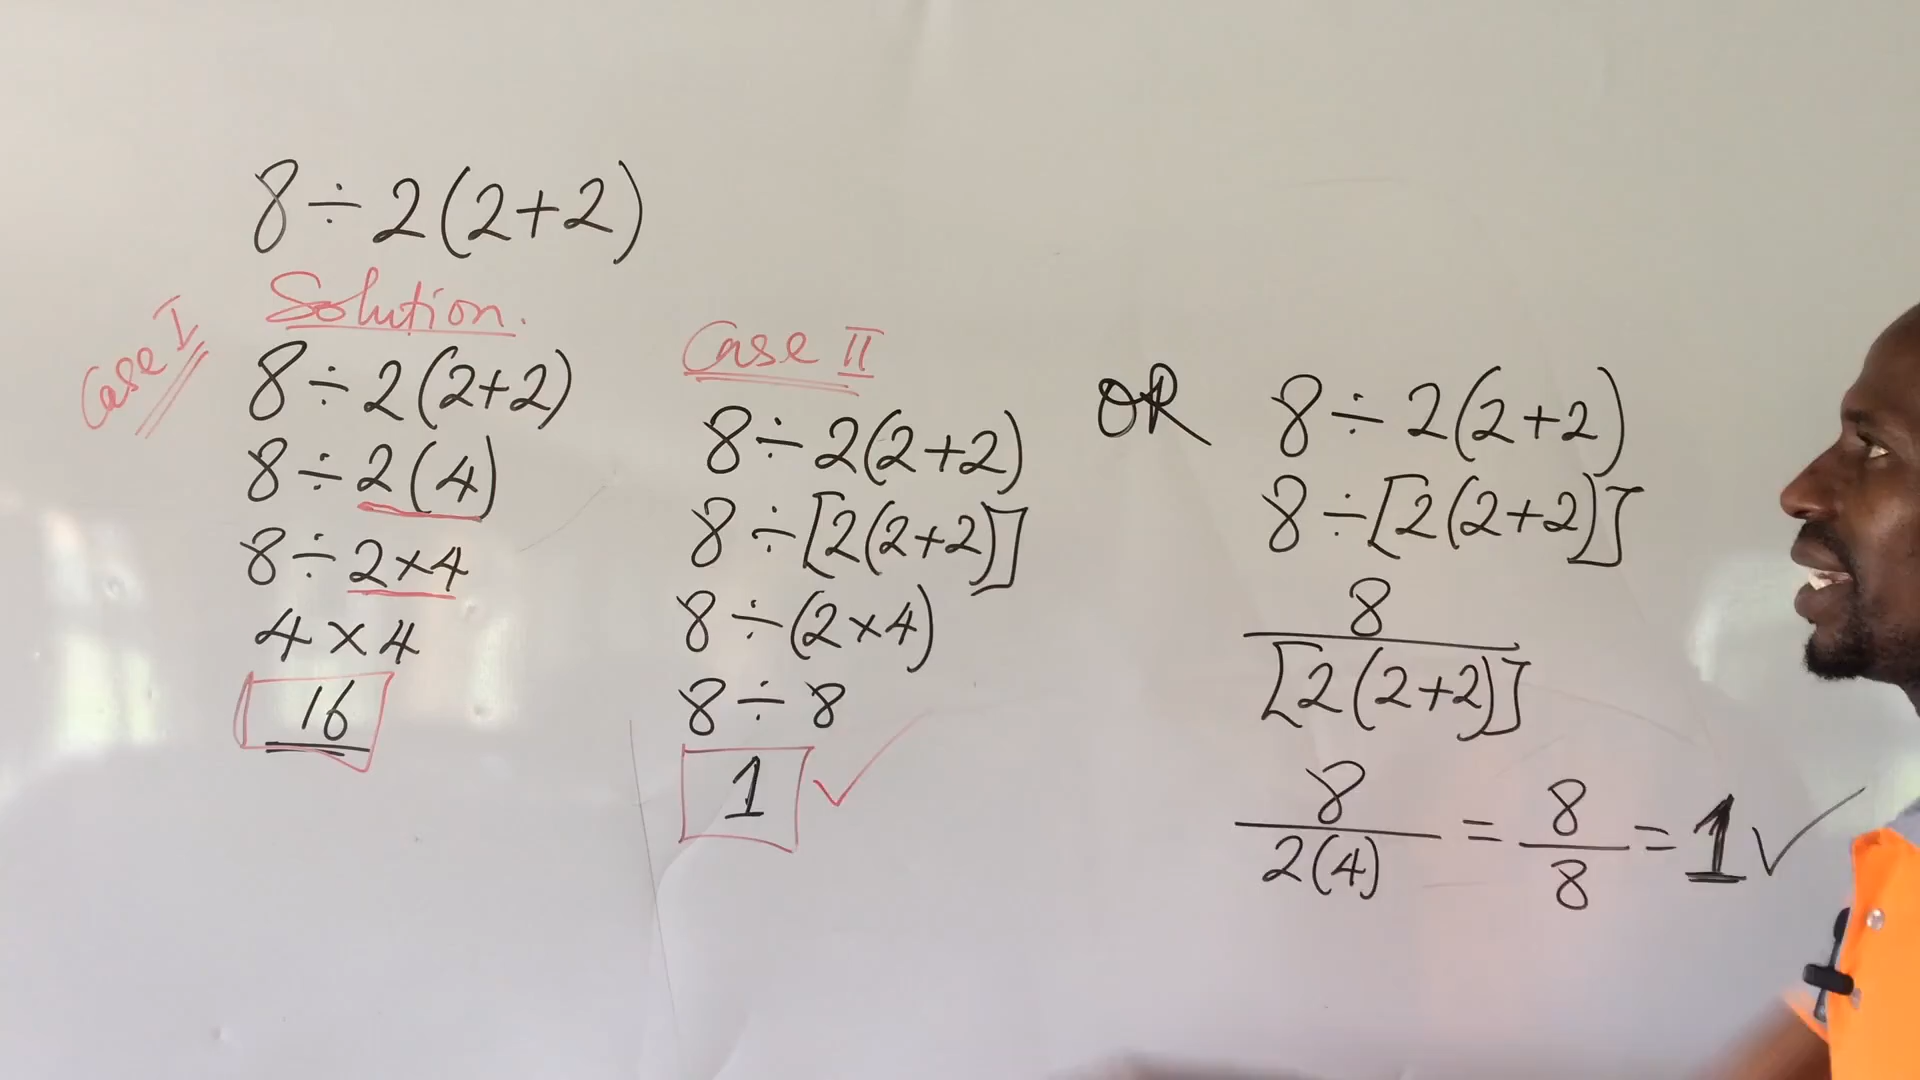 8 ÷ 2(2+2)
Case I
Solution.
8 ÷ 2(2+2)
8 ÷ 2(4)
8 ÷ 2×4
4 × 4
16
Case II
8 ÷ 2(2+2)
8 ÷ [2(2+2)]
8 ÷ (2×4)
8 ÷ 8
1 ✓
OR 8 ÷ 2(2+2)
8 ÷ [2(2+2)]
8
[2(2+2)]
8/2(4) = 8/8 = 1 ✓